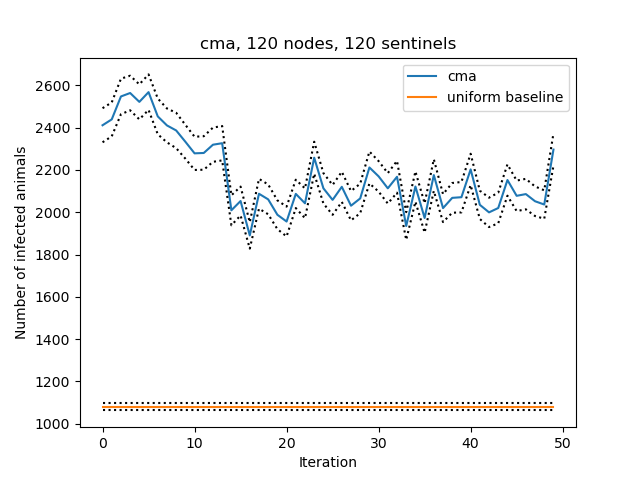 cma, 120 nodes, 120 sentinels
cma
uniform baseline
2600
2400
2200
2000
1800
1600
1400
1200
1000
Number of infected animals
0 10 20 30 40 50
Iteration